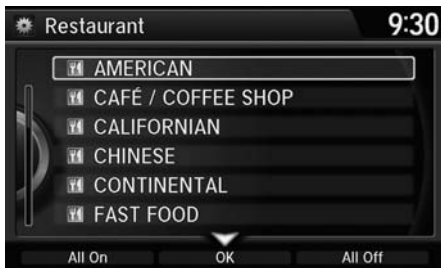 Restaurant 9:30
AMERICAN
CAFÉ / COFFEE SHOP
CALIFORNIAN
CHINESE
CONTINENTAL
FAST FOOD
All On OK All Off